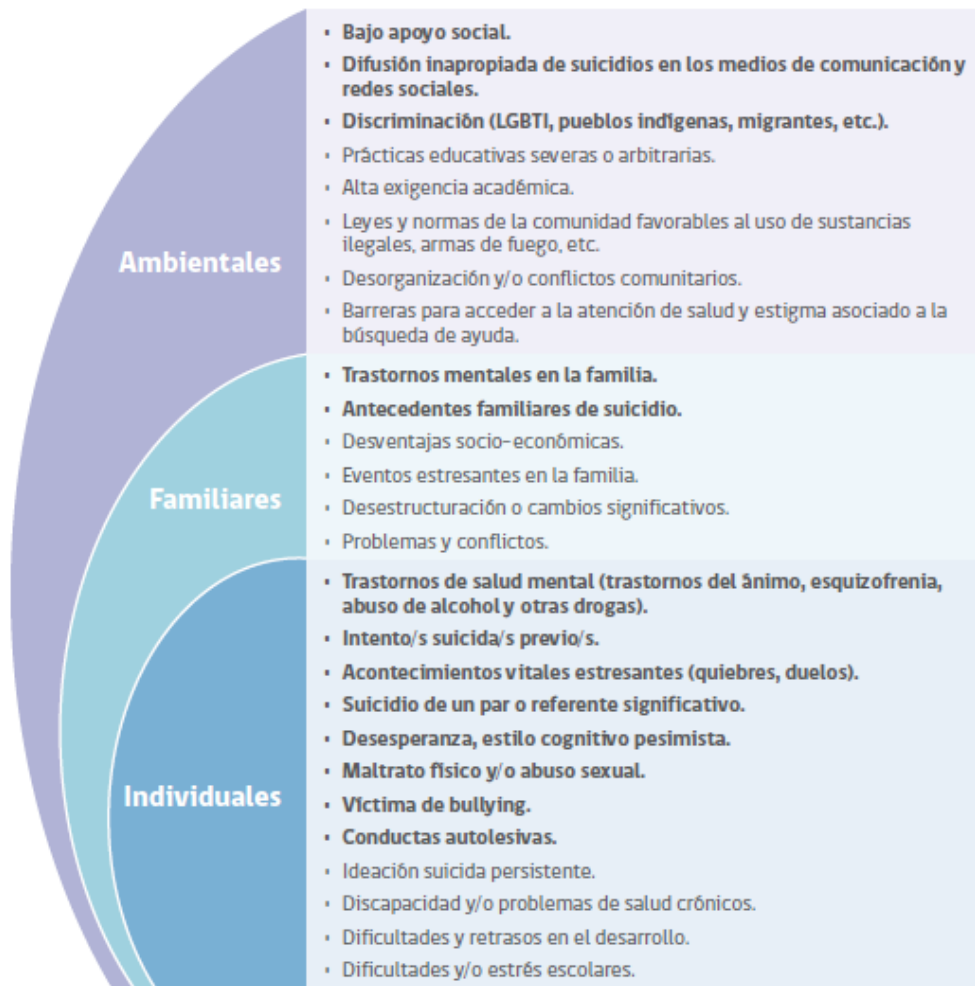 Ambientales
• Bajo apoyo social.
• Difusión inapropiada de suicidios en los medios de comunicación y
redes sociales.
• Discriminación (LGBTI, pueblos indígenas, migrantes, etc.).
• Prácticas educativas severas o arbitrarias.
• Alta exigencia académica.
• Leyes y normas de la comunidad favorables al uso de sustancias
ilegales, armas de fuego, etc.
• Desorganización y/o conflictos comunitarios.
• Barreras para acceder a la atención de salud y estigma asociado a la
búsqueda de ayuda.
Familiares
• Trastornos mentales en la familia.
• Antecedentes familiares de suicidio.
• Desventajas socio-económicas.
• Eventos estresantes en la familia.
• Desestructuración o cambios significativos.
• Problemas y conflictos.
Individuales
• Trastornos de salud mental (trastornos del ánimo, esquizofrenia,
abuso de alcohol y otras drogas).
• Intento/s suicida/s previo/s.
• Acontecimientos vitales estresantes (quiebres, duelos).
• Suicidio de un par o referente significativo.
• Desesperanza, estilo cognitivo pesimista.
• Maltrato físico y/o abuso sexual.
• Víctima de bullying.
• Conductas autolesivas.
• Ideación suicida persistente.
• Discapacidad y/o problemas de salud crónicos.
• Dificultades y retrasos en el desarrollo.
• Dificultades y/o estrés escolares.